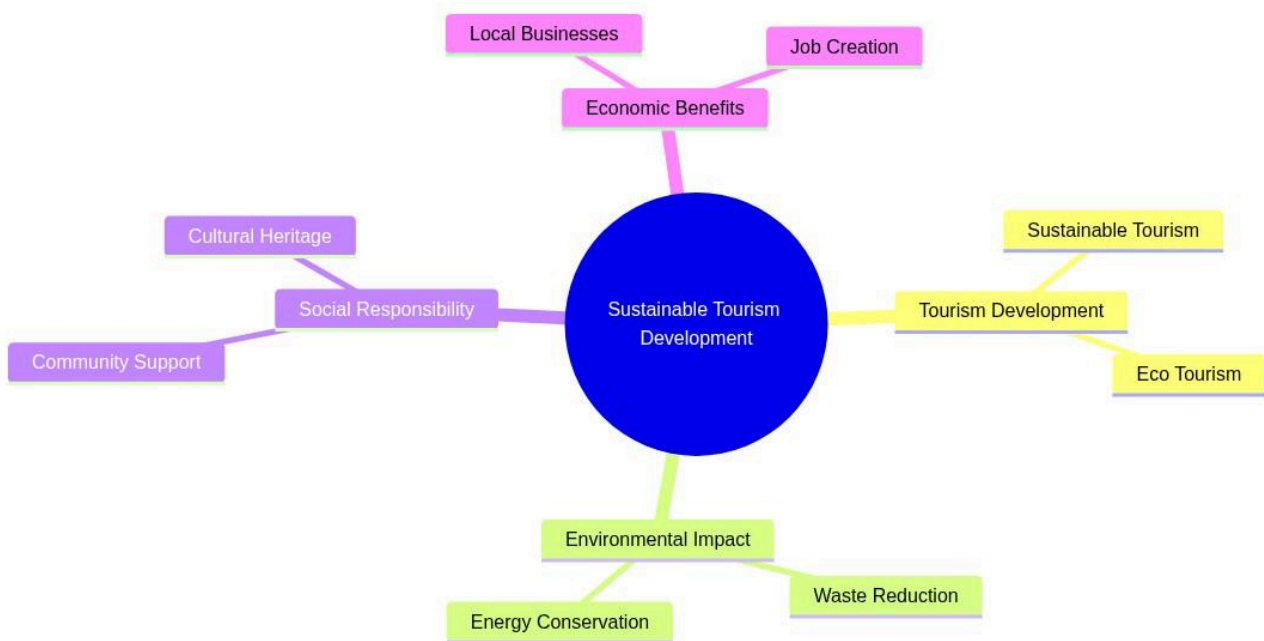 Local Businesses
Job Creation
Economic Benefits
Cultural Heritage
Social Responsibility
Community Support
Sustainable Tourism
Development
Sustainable Tourism
Tourism Development
Eco Tourism
Environmental Impact
Waste Reduction
Energy Conservation